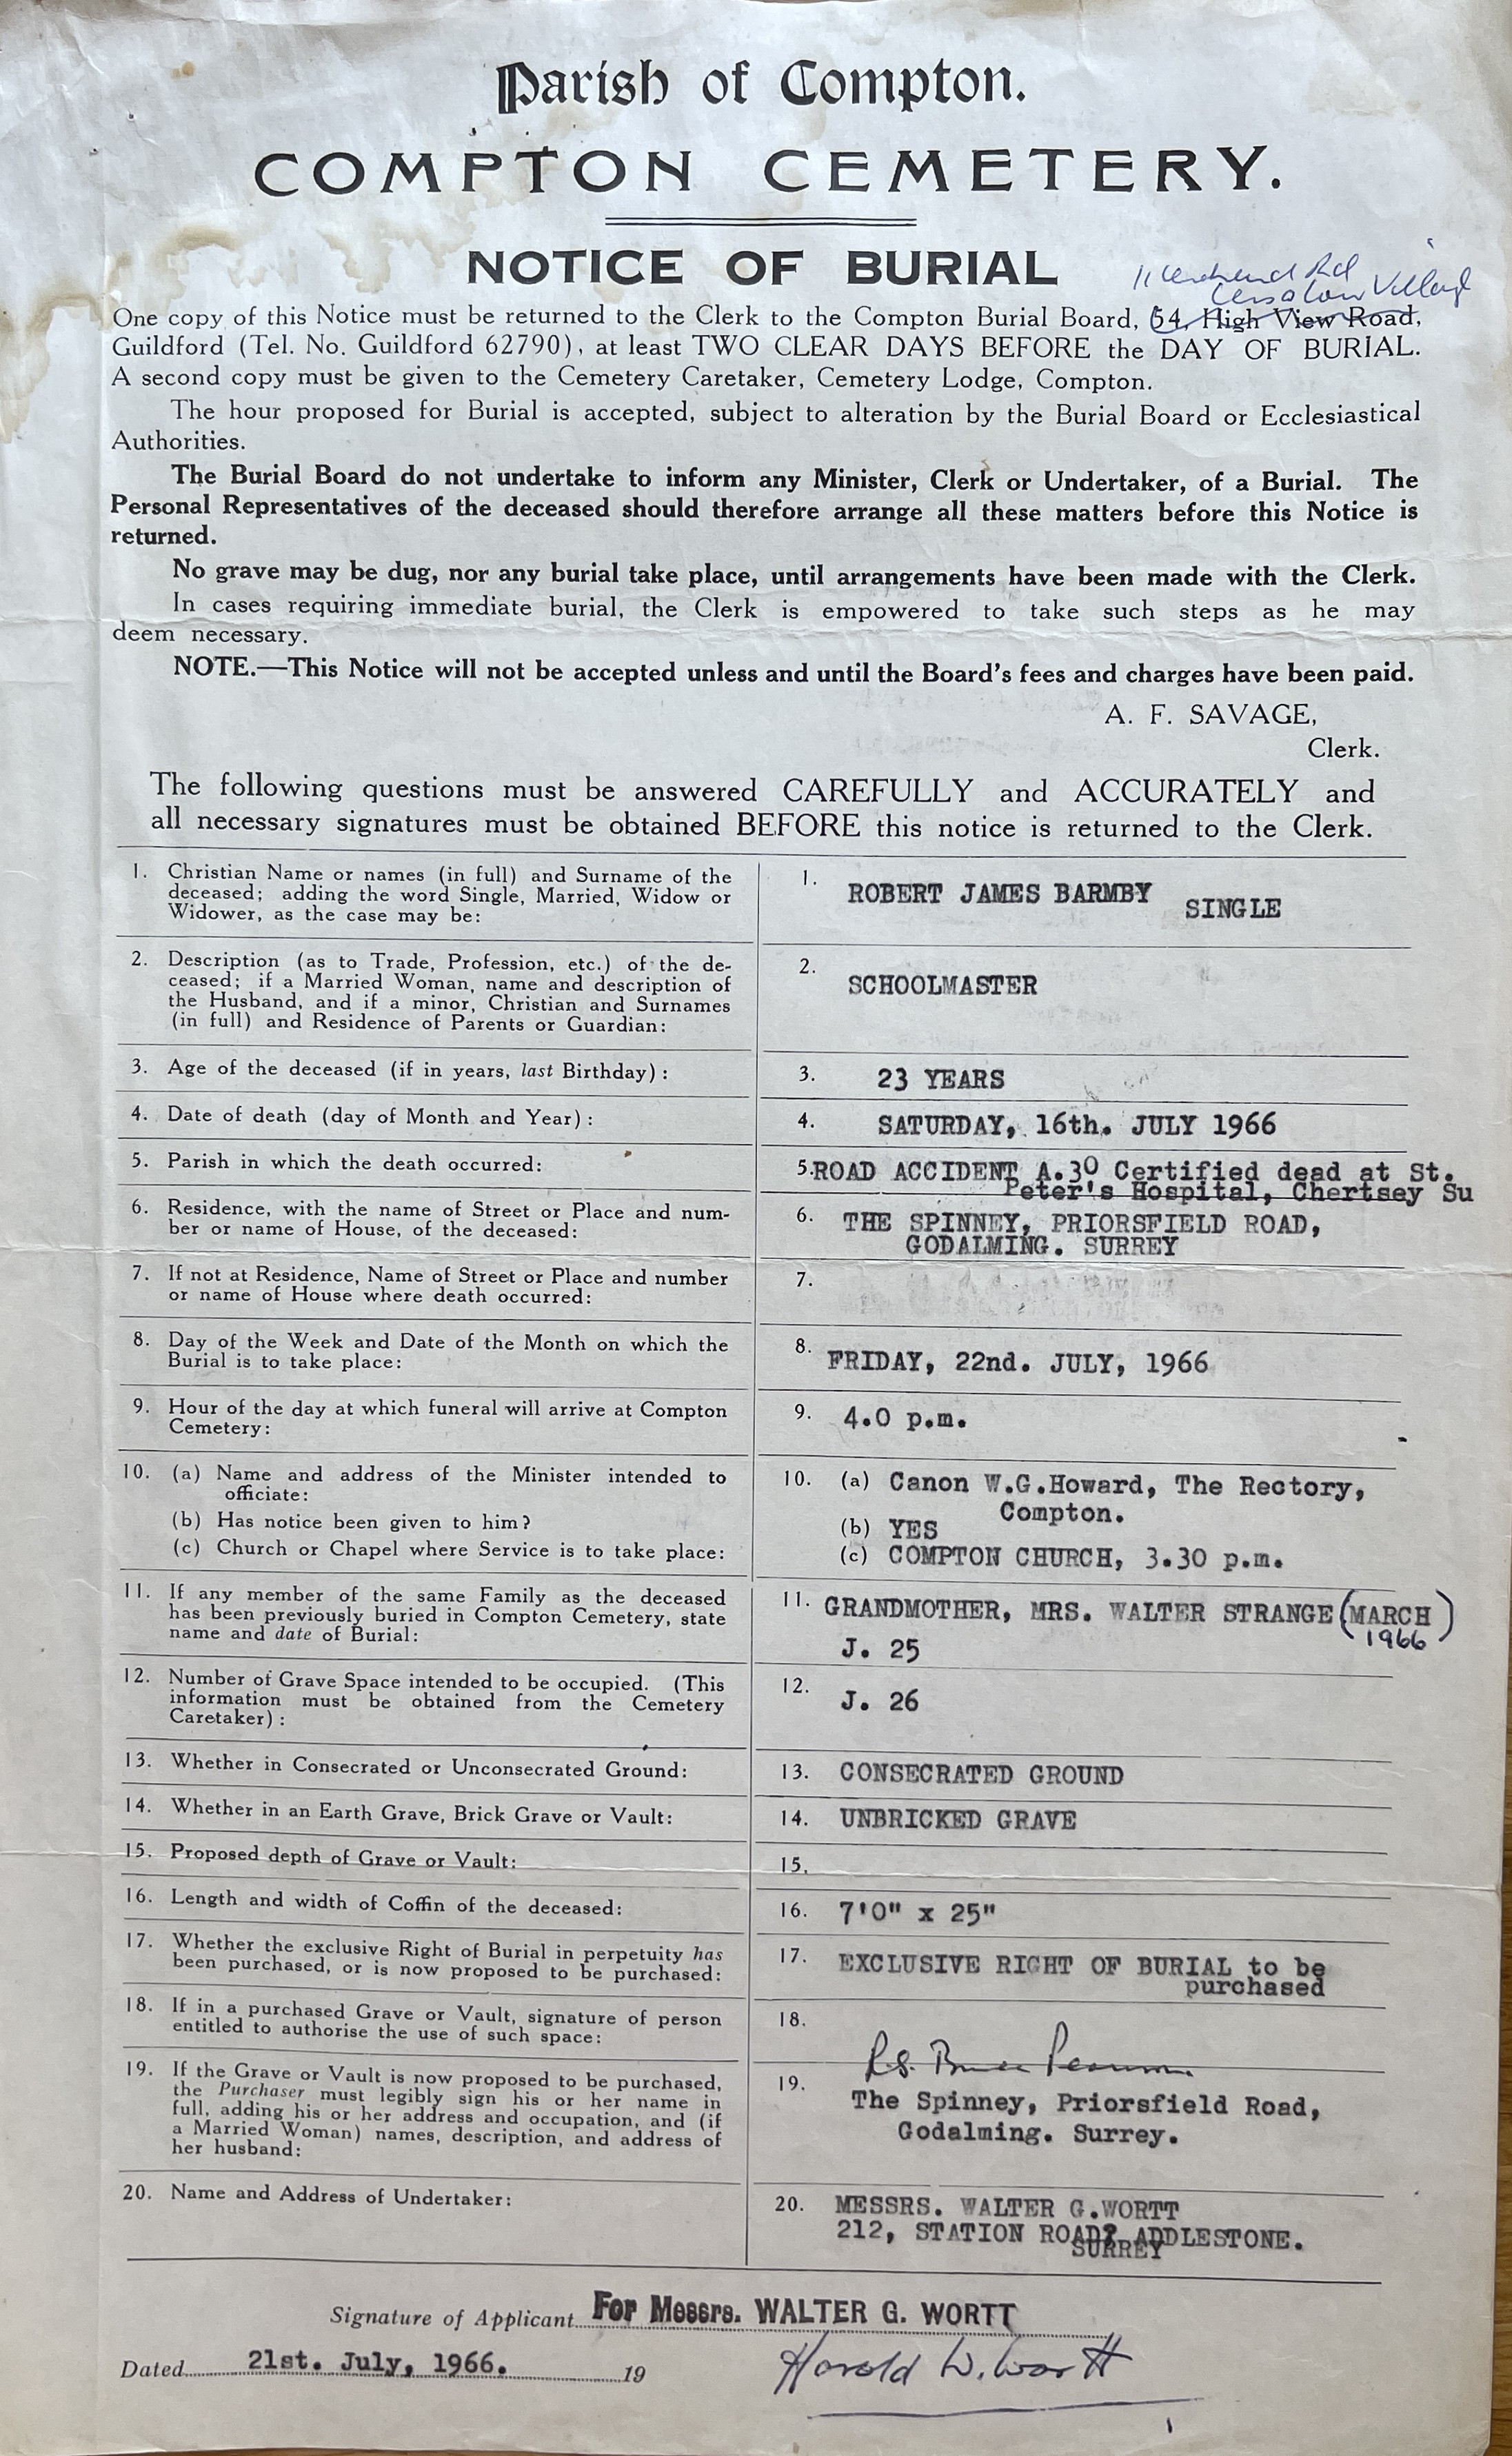 Parish of Compton.
COMPTON CEMETERY.
NOTICE OF BURIAL
Rd
Village
One copy of this Notice must be returned to the Clerk to the Compton Burial Board, 54, High View Road,
Guildford (Tel. No. Guildford 62790), at least TWO CLEAR DAYS BEFORE the DAY OF BURIAL.
A second copy must be given to the Cemetery Caretaker, Cemetery Lodge, Compton.
The hour proposed for Burial is accepted, subject to alteration by the Burial Board or Ecclesiastical
Authorities.
The Burial Board do not undertake to inform any Minister, Clerk or Undertaker, of a Burial. The
Personal Representatives of the deceased should therefore arrange all these matters before this Notice is
returned.
No grave may be dug, nor any burial take place, until arrangements have been made with the Clerk.
In cases requiring immediate burial, the Clerk is empowered to take such steps as he may
deem necessary.
NOTE.—This Notice will not be accepted unless and until the Board's fees and charges have been paid.
A. F. SAVAGE,
Clerk.
The following questions must be answered CAREFULLY and ACCURATELY and
all necessary signatures must be obtained BEFORE this notice is returned to the Clerk.
1. Christian Name or names (in full) and Surname of the
deceased; adding the word Single, Married, Widow or
Widower, as the case may be:
1. ROBERT JAMES BARMBY
SINGLE
2. Description (as to Trade, Profession, etc.) of the de-
ceased; if a Married Woman, name and description of
the Husband, and if a minor, Christian and Surnames
(in full) and Residence of Parents or Guardian:
2. SCHOOLMASTER
3. Age of the deceased (if in years, last Birthday):
3. 23 YEARS
4. Date of death (day of Month and Year):
4. SATURDAY, 16th. JULY 1966
5. Parish in which the death occurred:
5. ROAD ACCIDENT A.30 Certified dead at St.
Peter's Hospital, Chertsey Su
6. Residence, with the name of Street or Place and num-
ber or name of House, of the deceased:
6. THE SPINNEY, PRIORSFIELD ROAD,
GODALMING. SURREY
7. If not at Residence, Name of Street or Place and number
or name of House where death occurred:
7.
8. Day of the Week and Date of the Month on which the
Burial is to take place:
8. FRIDAY, 22nd. JULY, 1966
9. Hour of the day at which funeral will arrive at Compton
Cemetery:
9. 4.0 p.m.
10. (a) Name and address of the Minister intended to
officiate:
(b) Has notice been given to him?
(c) Church or Chapel where Service is to take place:
10. (a) Canon W.G.Howard, The Rectory,
Compton.
(b) YES
(c) COMPTON CHURCH, 3.30 p.m.
11. If any member of the same Family as the deceased
has been previously buried in Compton Cemetery, state
name and date of Burial:
11. GRANDMOTHER, MRS. WALTER STRANGE (MARCH
1966)
J. 25
12. Number of Grave Space intended to be occupied. (This
information must be obtained from the Cemetery
Caretaker):
12. J. 26
13. Whether in Consecrated or Unconsecrated Ground:
13. CONSECRATED GROUND
14. Whether in an Earth Grave, Brick Grave or Vault:
14. UNBRICKED GRAVE
15. Proposed depth of Grave or Vault:
15.
16. Length and width of Coffin of the deceased:
16. 7'0" x 25"
17. Whether the exclusive Right of Burial in perpetuity has
been purchased, or is now proposed to be purchased:
17. EXCLUSIVE RIGHT OF BURIAL to be
purchased
18. If in a purchased Grave or Vault, signature of person
entitled to authorise the use of such space:
18.
19. If the Grave or Vault is now proposed to be purchased,
the Purchaser must legibly sign his or her name in
full, adding his or her address and occupation, and (if
a Married Woman) names, description, and address of
her husband:
19. The Spinney, Priorsfield Road,
Godalming. Surrey.
20. Name and Address of Undertaker:
20. MESSRS. WALTER G.WORTT
212, STATION ROAD, ADDLESTONE.
SURREY
Signature of Applicant For Messrs. WALTER G. WORTT
Harold W. Wortt
Dated 21st. July, 1966. 19